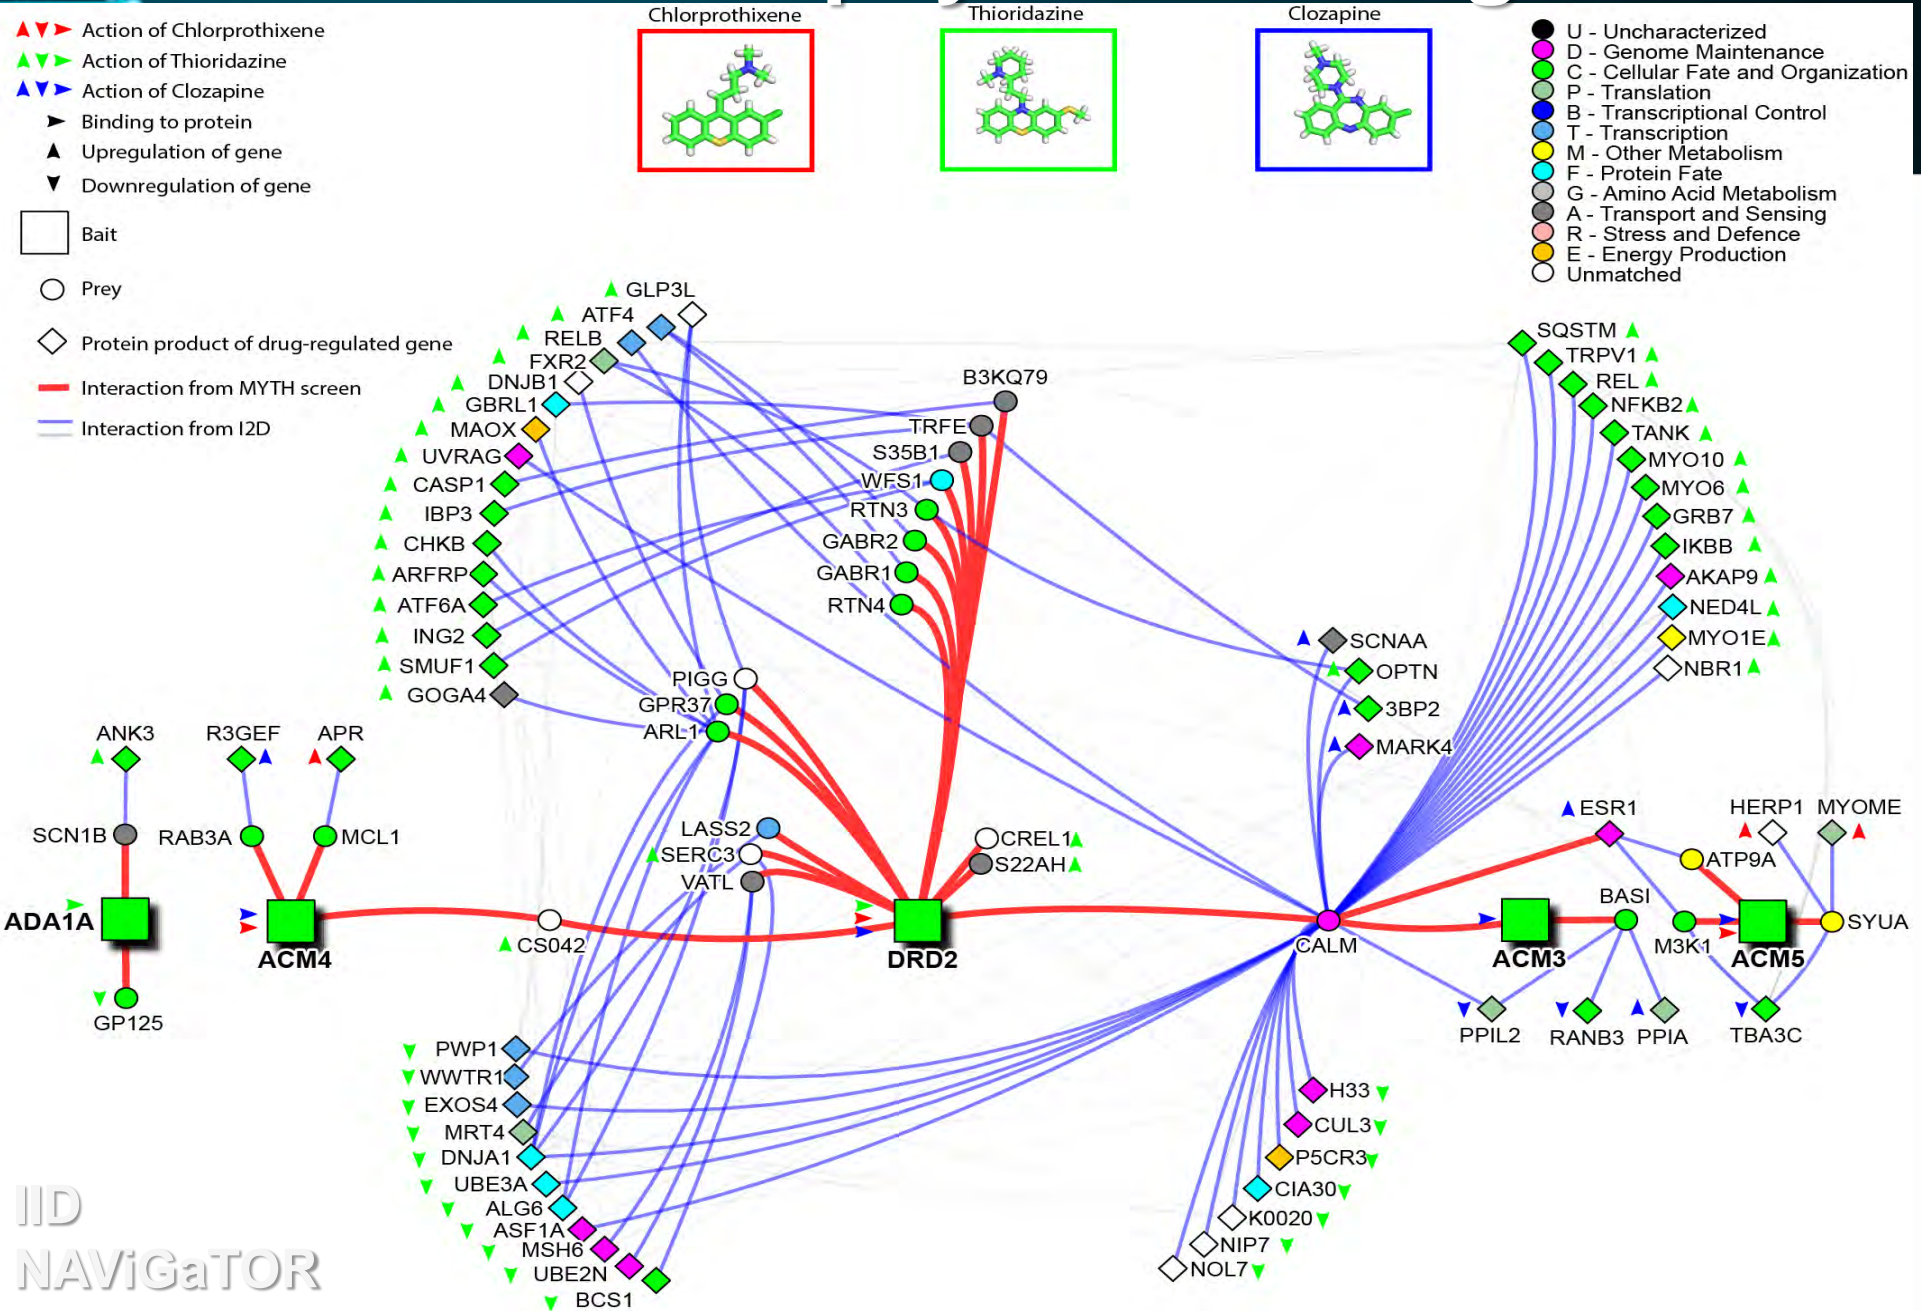 Chlorprothixene
Thioridazine
Clozapine
Action of Chlorprothixene
Action of Thioridazine
Action of Clozapine
Binding to protein
Upregulation of gene
Downregulation of gene
Bait
Prey
Protein product of drug-regulated gene
Interaction from MYTH screen
Interaction from I2D
U - Uncharacterized
D - Genome Maintenance
C - Cellular Fate and Organization
P - Translation
B - Transcriptional Control
T - Transcription
M - Other Metabolism
F - Protein Fate
G - Amino Acid Metabolism
A - Transport and Sensing
R - Stress and Defence
E - Energy Production
Unmatched
GLP3L
ATF4
RELB
FXR2
DNJB1
GBRL1
MAOX
UVRAG
CASP1
IBP3
CHKB
ARFRP
ATF6A
ING2
SMUF1
GOGA4
B3KQ79
TRFE
S35B1
WFS1
RTN3
GABR2
GABR1
RTN4
SQSTM
TRPV1
REL
NFKB2
TANK
MYO10
MYO6
GRB7
IKBB
AKAP9
NED4L
MYO1E
NBR1
SCNAA
OPTN
3BP2
MARK4
PIGG
GPR37
ARL1
ANK3
R3GEF
APR
SCN1B
RAB3A
MCL1
LASS2
SERC3
VATL
CREL1
S22AH
ESR1
HERP1
MYOME
ATP9A
BASI
ADA1A
ACM4
CS042
DRD2
CALM
ACM3
M3K1
ACM5
SYUA
GP125
PPIL2
RANB3
PPIA
TBA3C
PWP1
WWTR1
EXOS4
MRT4
DNJA1
UBE3A
ALG6
ASF1A
MSH6
UBE2N
BCS1
H33
CUL3
P5CR3
CIA30
K0020
NIP7
NOL7
IID
NAViGaTOR